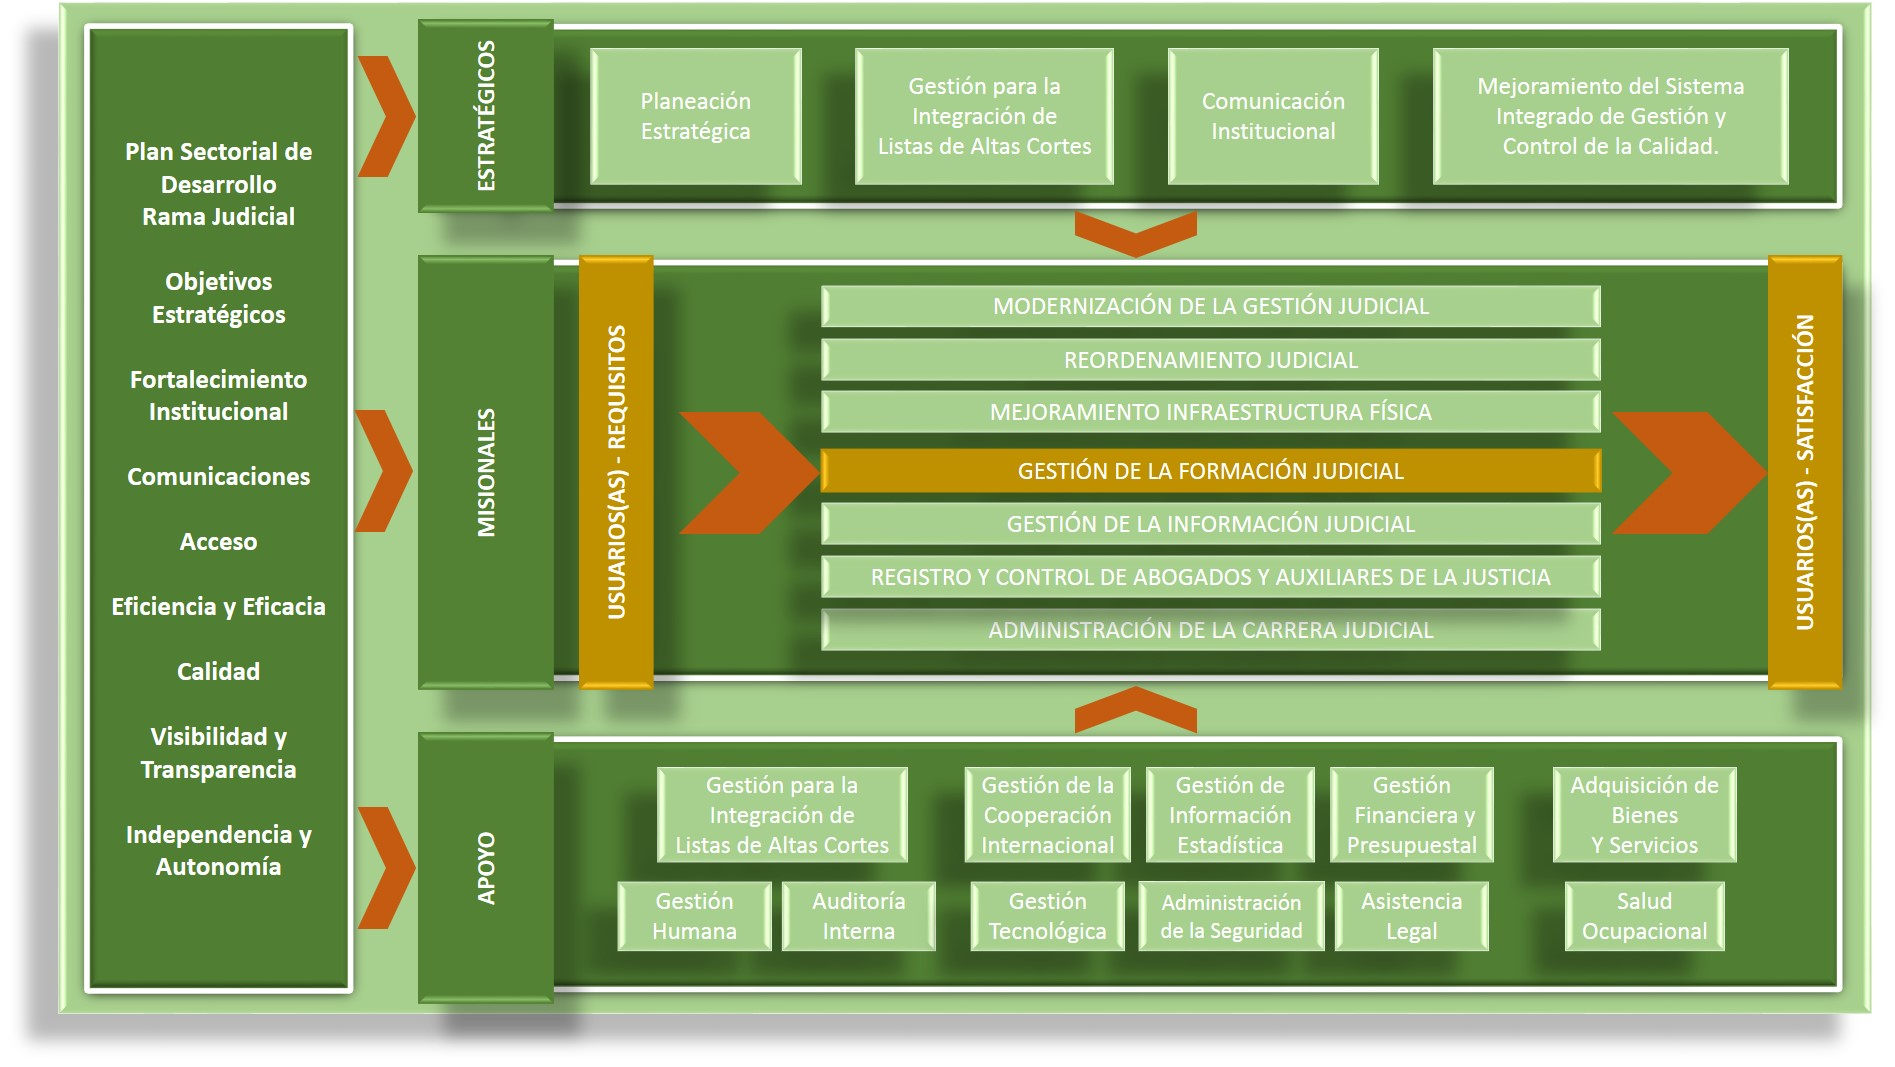 Plan Sectorial de
Desarrollo
Rama Judicial
Objetivos
Estratégicos
Fortalecimiento
Institucional
Comunicaciones
Acceso
Eficiencia y Eficacia
Calidad
Visibilidad y
Transparencia
Independencia y
Autonomía
ESTRATÉGICOS
Planeación
Estratégica
Gestión para la
Integración de
Listas de Altas Cortes
Comunicación
Institucional
Mejoramiento del Sistema
Integrado de Gestión y
Control de la Calidad.
MISIONALES
USUARIOS(AS) - REQUISITOS
MODERNIZACIÓN DE LA GESTIÓN JUDICIAL
REORDENAMIENTO JUDICIAL
MEJORAMIENTO INFRAESTRUCTURA FÍSICA
GESTIÓN DE LA FORMACIÓN JUDICIAL
GESTIÓN DE LA INFORMACIÓN JUDICIAL
REGISTRO Y CONTROL DE ABOGADOS Y AUXILIARES DE LA JUSTICIA
ADMINISTRACIÓN DE LA CARRERA JUDICIAL
USUARIOS(AS) - SATISFACCIÓN
APOYO
Gestión para la
Integración de
Listas de Altas Cortes
Gestión de la
Cooperación
Internacional
Gestión de
Información
Estadística
Gestión
Financiera y
Presupuestal
Adquisición de
Bienes
Y Servicios
Gestión
Humana
Auditoría
Interna
Gestión
Tecnológica
Administración
de la Seguridad
Asistencia
Legal
Salud
Ocupacional